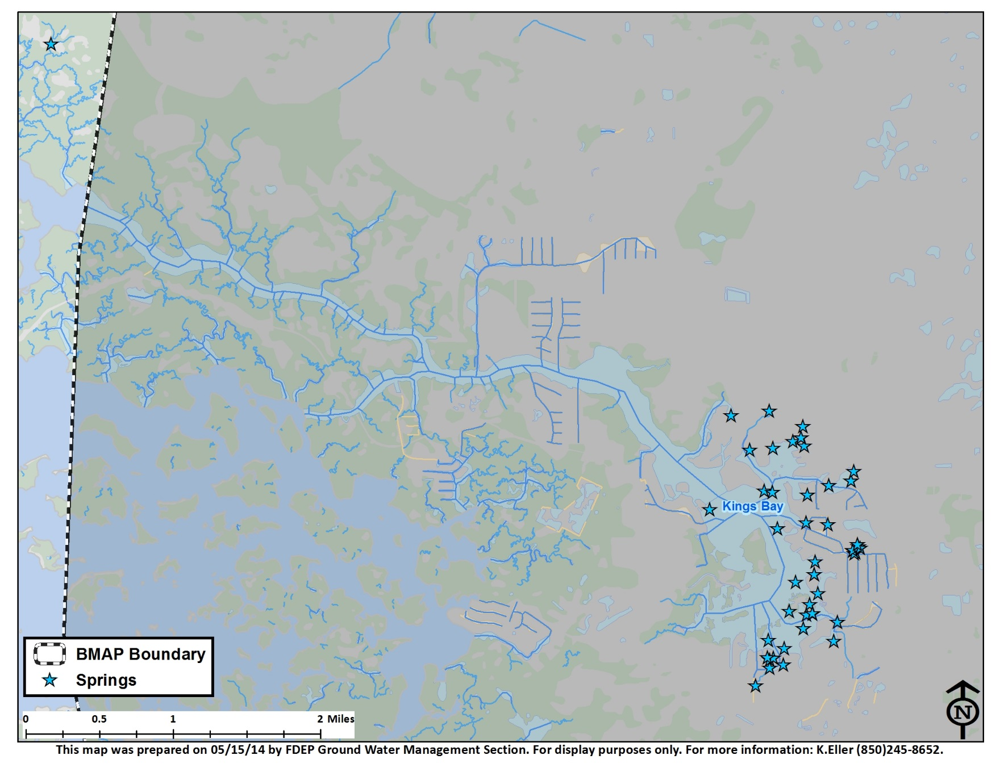 Kings Bay
BMAP Boundary
Springs
0 0.5 1 2 Miles
N
This map was prepared on 05/15/14 by FDEP Ground Water Management Section. For display purposes only. For more information: K.Eller (850)245-8652.